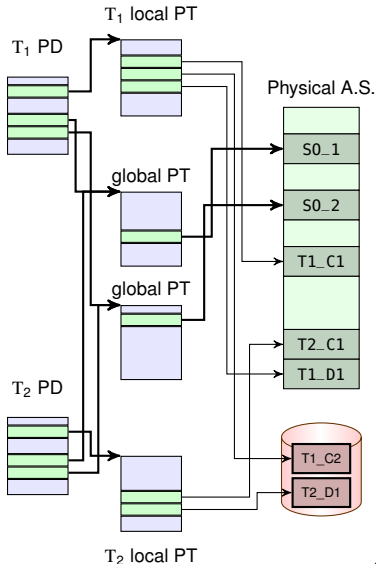 T₁ local PT
T₁ PD
Physical A.S.
S0_1
global PT
S0_2
T1_C1
global PT
T2_C1
T1_D1
T₂ PD
T1_C2
T2_D1
T₂ local PT